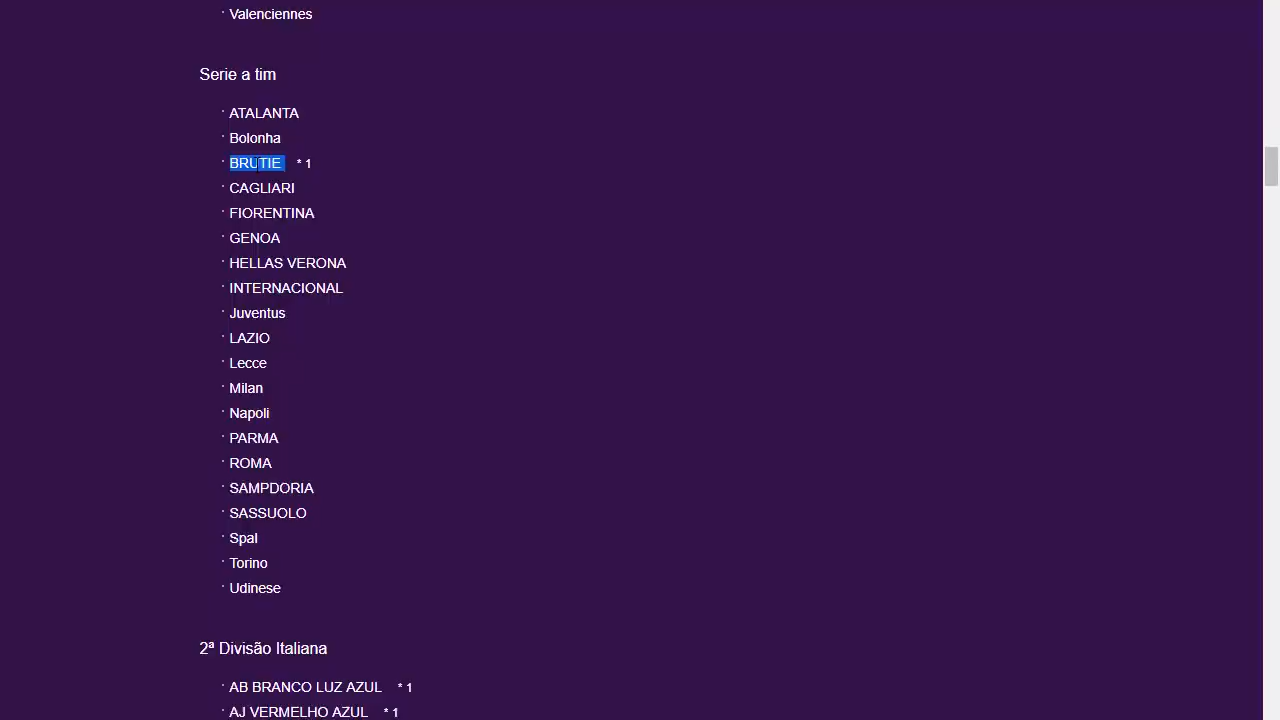 · Valenciennes
Serie a tim
· ATALANTA
· Bolonha
· BRUTIE * 1
· CAGLIARI
· FIORENTINA
· GENOA
· HELLAS VERONA
· INTERNACIONAL
· Juventus
· LAZIO
· Lecce
· Milan
· Napoli
· PARMA
· ROMA
· SAMPDORIA
· SASSUOLO
· Spal
· Torino
· Udinese
2ª Divisão Italiana
· AB BRANCO LUZ AZUL * 1
· AJ VERMELHO AZUL * 1